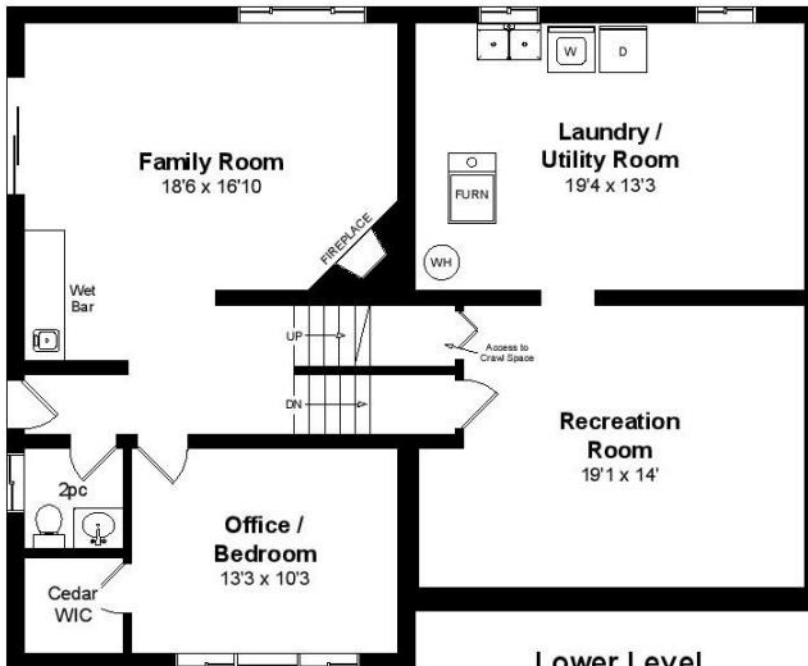 Family Room
18'6 x 16'10
FIREPLACE
Wet
Bar
W
D
Laundry /
Utility Room
19'4 x 13'3
FURN
WH
UP
DN
Access to
Crawl Space
Recreation
Room
19'1 x 14'
2pc
Office /
Bedroom
13'3 x 10'3
Cedar
WIC
Lower Level